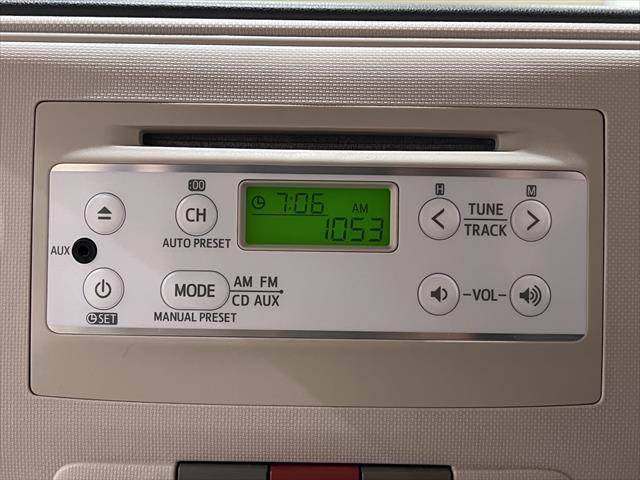 :00
CH
AUTO PRESET
7:06
AM
1053
H
M
TUNE
TRACK
AUX
SET
MODE
AM FM
CD AUX
MANUAL PRESET
-VOL-